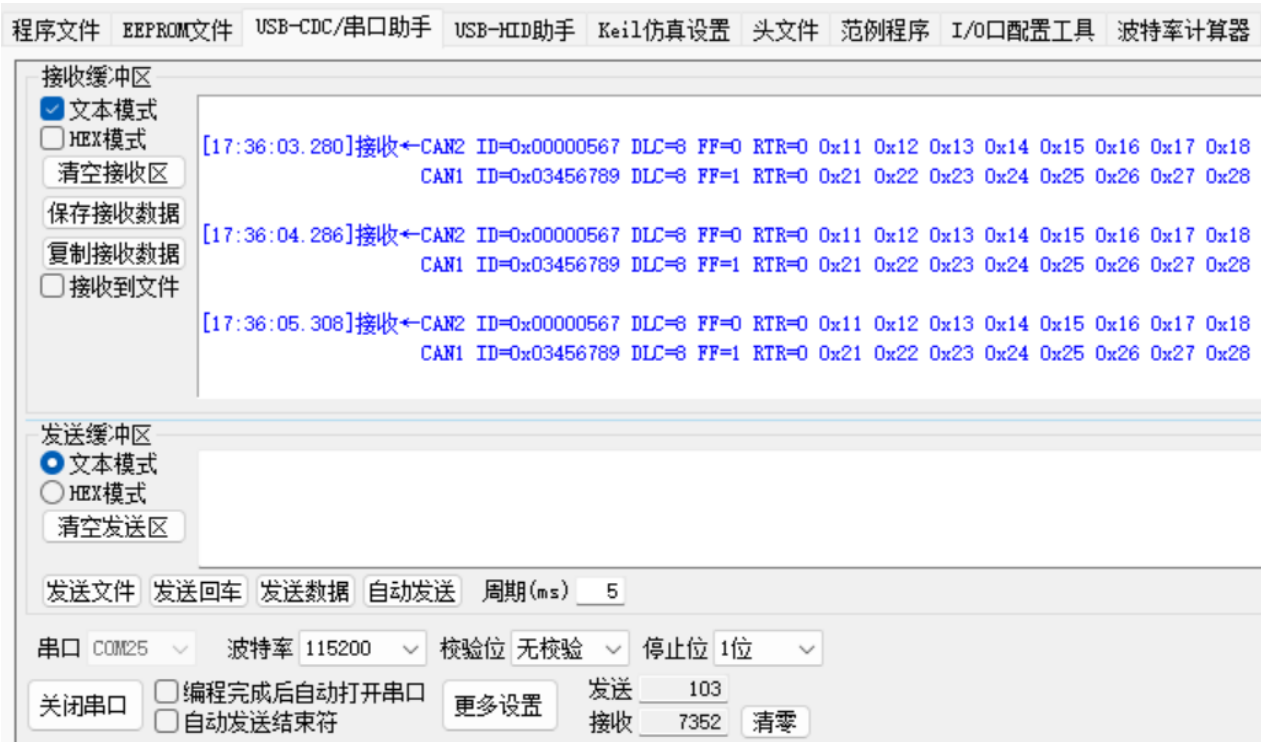 程序文件 EEPROM文件 USB-CDC/串口助手 USB-HID助手 Keil仿真设置 头文件 范例程序 I/O口配置工具 波特率计算器
接收缓冲区
文本模式
HEX模式
清空接收区
保存接收数据
复制接收数据
接收到文件
[17:36:03.280]接收←CAN2 ID=0x00000567 DLC=8 FF=0 RTR=0 0x11 0x12 0x13 0x14 0x15 0x16 0x17 0x18
CAN1 ID=0x03456789 DLC=8 FF=1 RTR=0 0x21 0x22 0x23 0x24 0x25 0x26 0x27 0x28
[17:36:04.286]接收←CAN2 ID=0x00000567 DLC=8 FF=0 RTR=0 0x11 0x12 0x13 0x14 0x15 0x16 0x17 0x18
CAN1 ID=0x03456789 DLC=8 FF=1 RTR=0 0x21 0x22 0x23 0x24 0x25 0x26 0x27 0x28
[17:36:05.308]接收←CAN2 ID=0x00000567 DLC=8 FF=0 RTR=0 0x11 0x12 0x13 0x14 0x15 0x16 0x17 0x18
CAN1 ID=0x03456789 DLC=8 FF=1 RTR=0 0x21 0x22 0x23 0x24 0x25 0x26 0x27 0x28
发送缓冲区
文本模式
HEX模式
清空发送区
发送文件 发送回车 发送数据 自动发送 周期(ms) 5
串口 COM25 波特率 115200 校验位 无校验 停止位 1位
关闭串口 编程完成后自动打开串口 更多设置 发送 103
自动发送结束符 接收 7352 清零